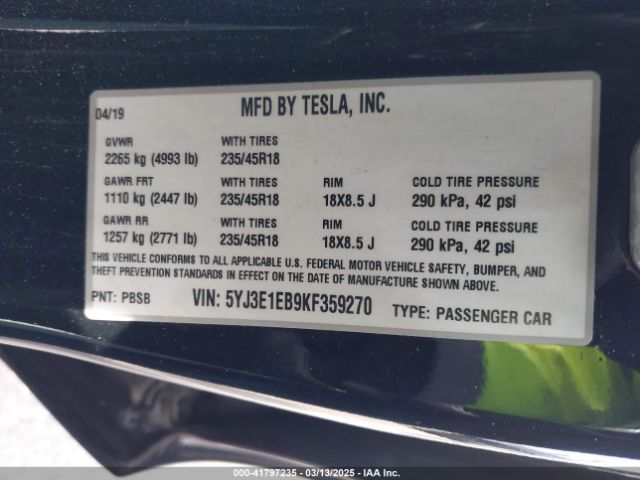 04/19 MFD BY TESLA, INC.
GVWR WITH TIRES
2265 kg (4993 lb) 235/45R18
GAWR FRT WITH TIRES RIM COLD TIRE PRESSURE
1110 kg (2447 lb) 235/45R18 18X8.5 J 290 kPa, 42 psi
GAWR RR WITH TIRES RIM COLD TIRE PRESSURE
1257 kg (2771 lb) 235/45R18 18X8.5 J 290 kPa, 42 psi
THIS VEHICLE CONFORMS TO ALL APPLICABLE U.S. FEDERAL MOTOR VEHICLE SAFETY, BUMPER, AND
THEFT PREVENTION STANDARDS IN EFFECT ON THE DATE OF MANUFACTURE SHOWN ABOVE.
PNT: PBSB VIN: 5YJ3E1EB9KF359270 TYPE: PASSENGER CAR
000-41797235 - 03/13/2025 - IAA Inc.